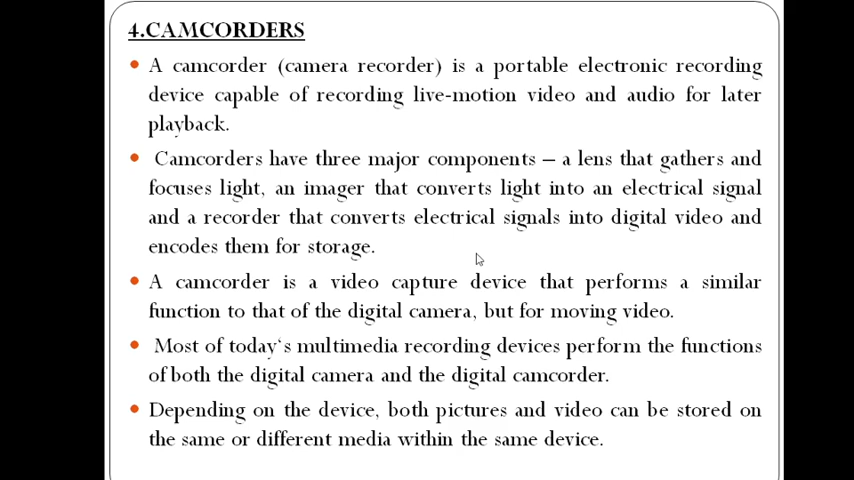 4.CAMCORDERS
• A camcorder (camera recorder) is a portable electronic recording
device capable of recording live-motion video and audio for later
playback.
• Camcorders have three major components – a lens that gathers and
focuses light, an imager that converts light into an electrical signal
and a recorder that converts electrical signals into digital video and
encodes them for storage.
• A camcorder is a video capture device that performs a similar
function to that of the digital camera, but for moving video.
• Most of today‘s multimedia recording devices perform the functions
of both the digital camera and the digital camcorder.
• Depending on the device, both pictures and video can be stored on
the same or different media within the same device.